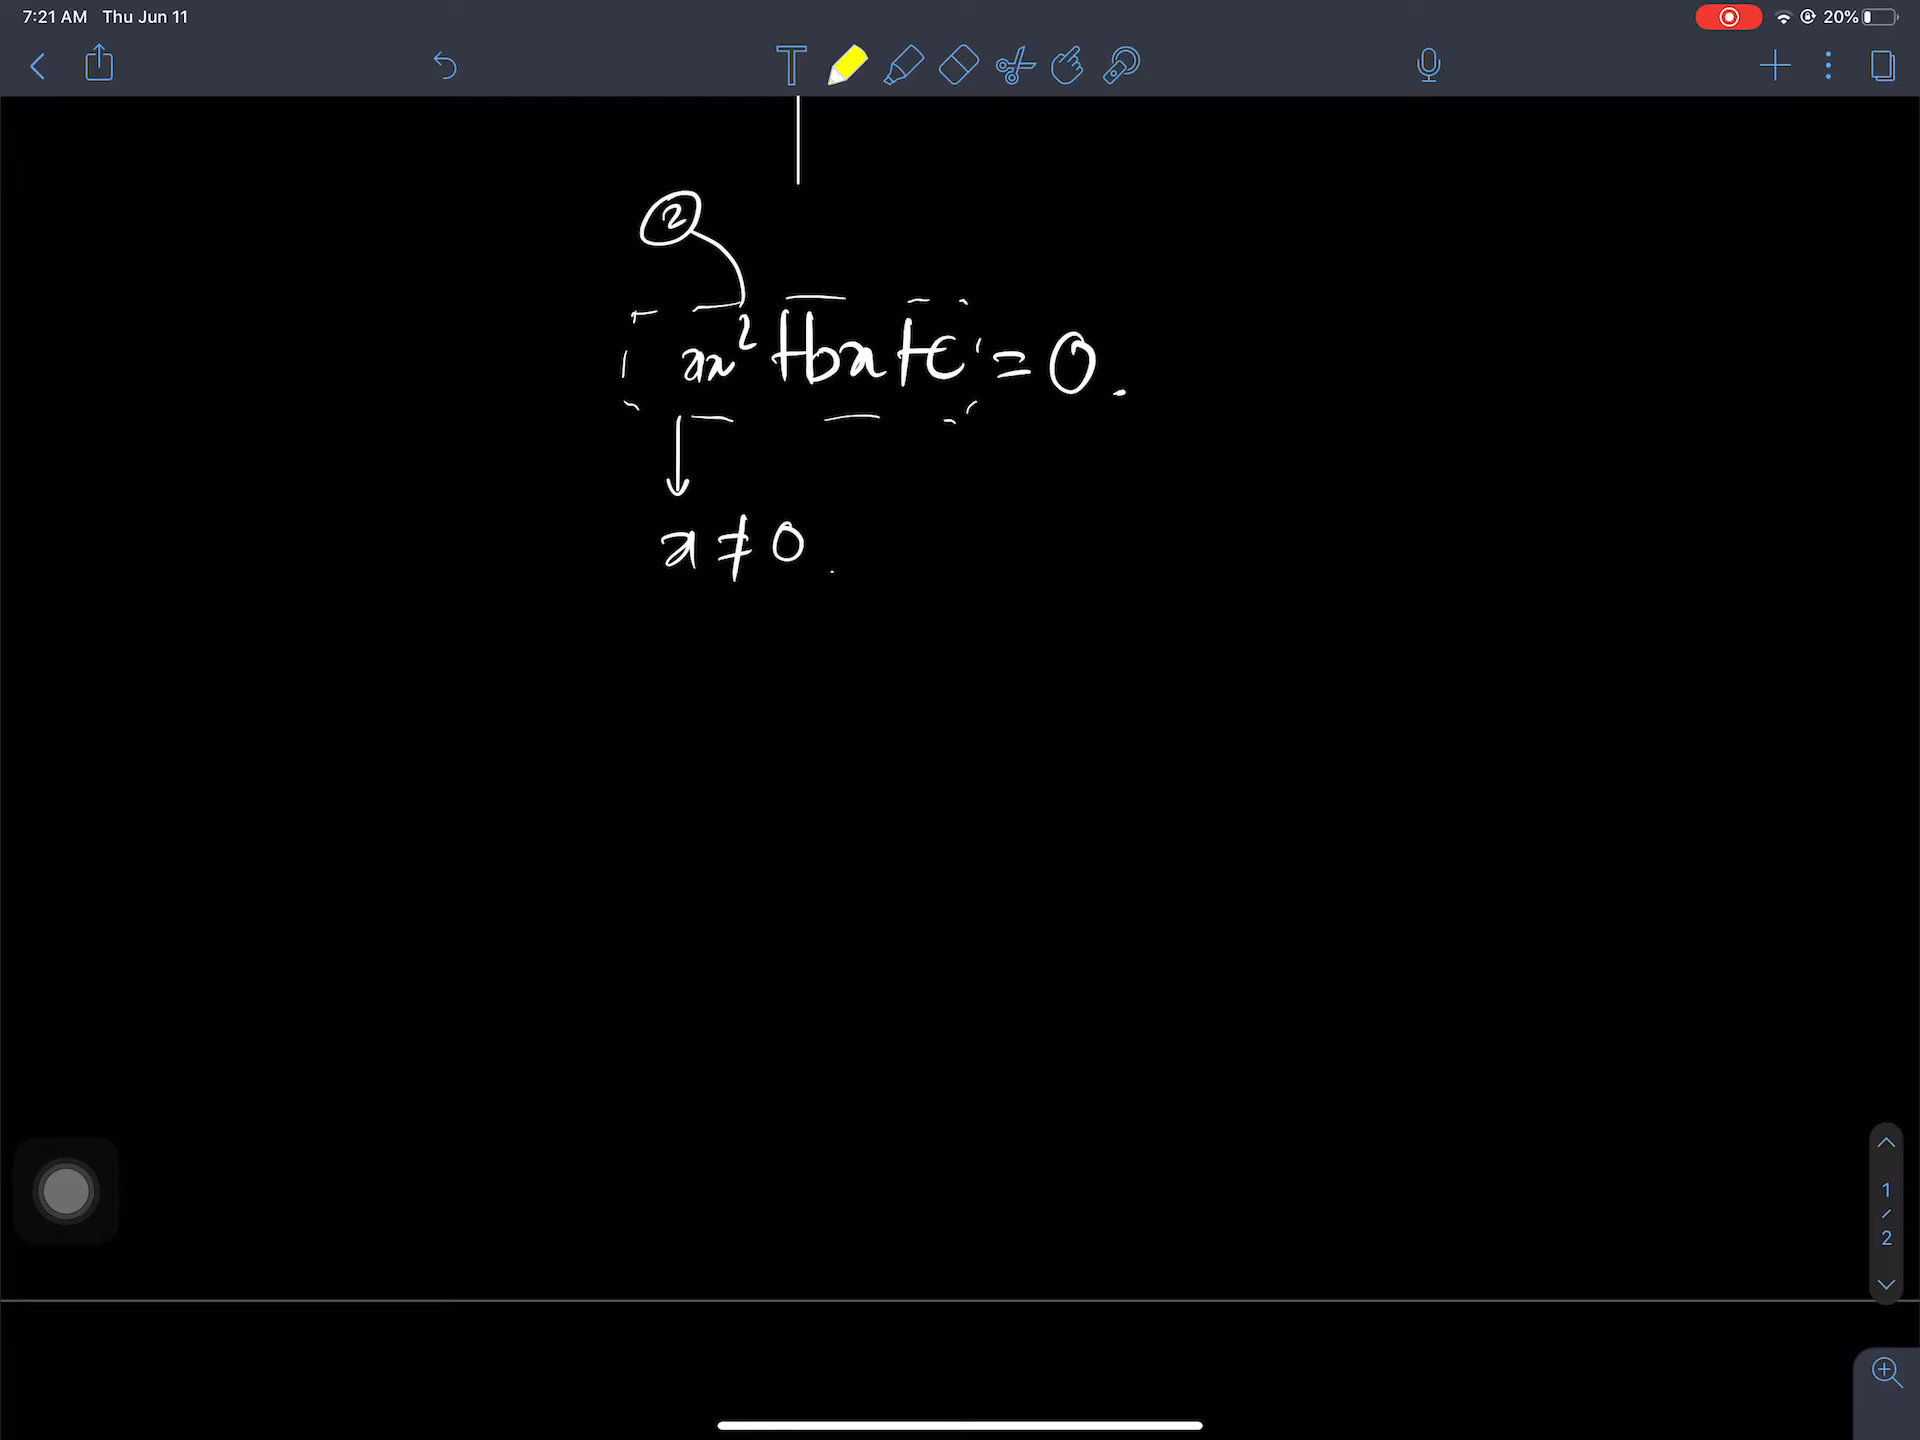 7:21 AM Thu Jun 11
20%
T
2
ax² + bx + c = 0.
a ≠ 0.
1
/
2